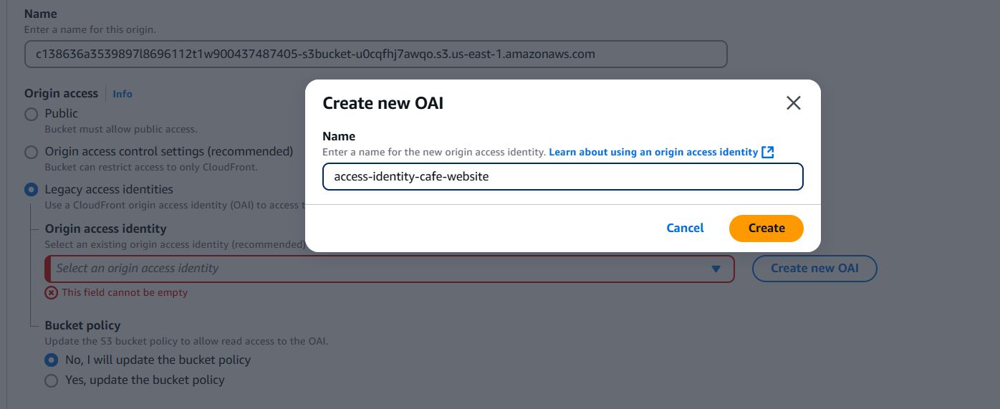 Name
Enter a name for this origin.
c138636a3539897l8696112t1w900437487405-s3bucket-u0cqfhj7awqo.s3.us-east-1.amazonaws.com
Origin access Info
Public
Bucket must allow public access.
Origin access control settings (recommended)
Bucket can restrict access to only CloudFront.
Legacy access identities
Use a CloudFront origin access identity (OAI) to access t
Origin access identity
Select an existing origin access identity (recommended)
Select an origin access identity
Create new OAI
This field cannot be empty
Bucket policy
Update the S3 bucket policy to allow read access to the OAI.
No, I will update the bucket policy
Yes, update the bucket policy
Create new OAI
Name
Enter a name for the new origin access identity. Learn about using an origin access identity
access-identity-cafe-website
Cancel
Create